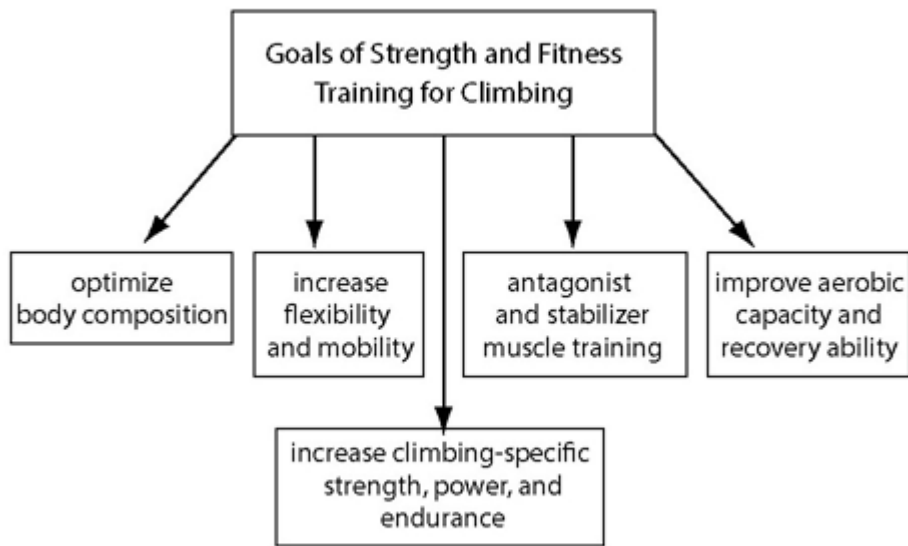 Goals of Strength and Fitness
Training for Climbing
optimize
body composition
increase
flexibility
and mobility
antagonist
and stabilizer
muscle training
improve aerobic
capacity and
recovery ability
increase climbing-specific
strength, power, and
endurance